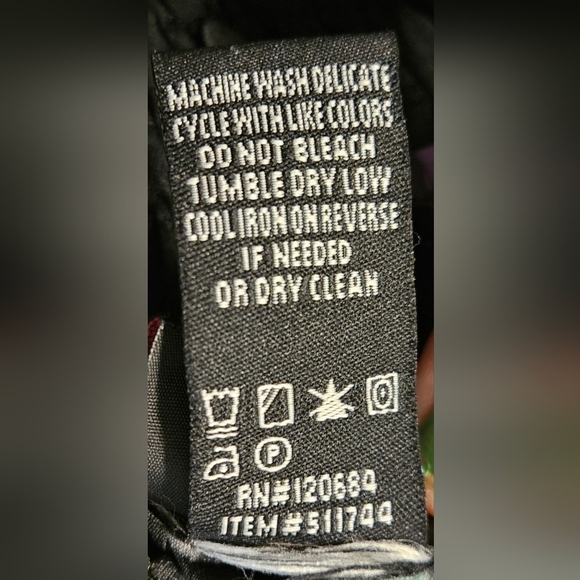 MACHINE WASH DELICATE
CYCLE WITH LIKE COLORS
DO NOT BLEACH
TUMBLE DRY LOW
COOL IRON ON REVERSE
IF NEEDED
OR DRY CLEAN
P
RN#120684
ITEM#511744